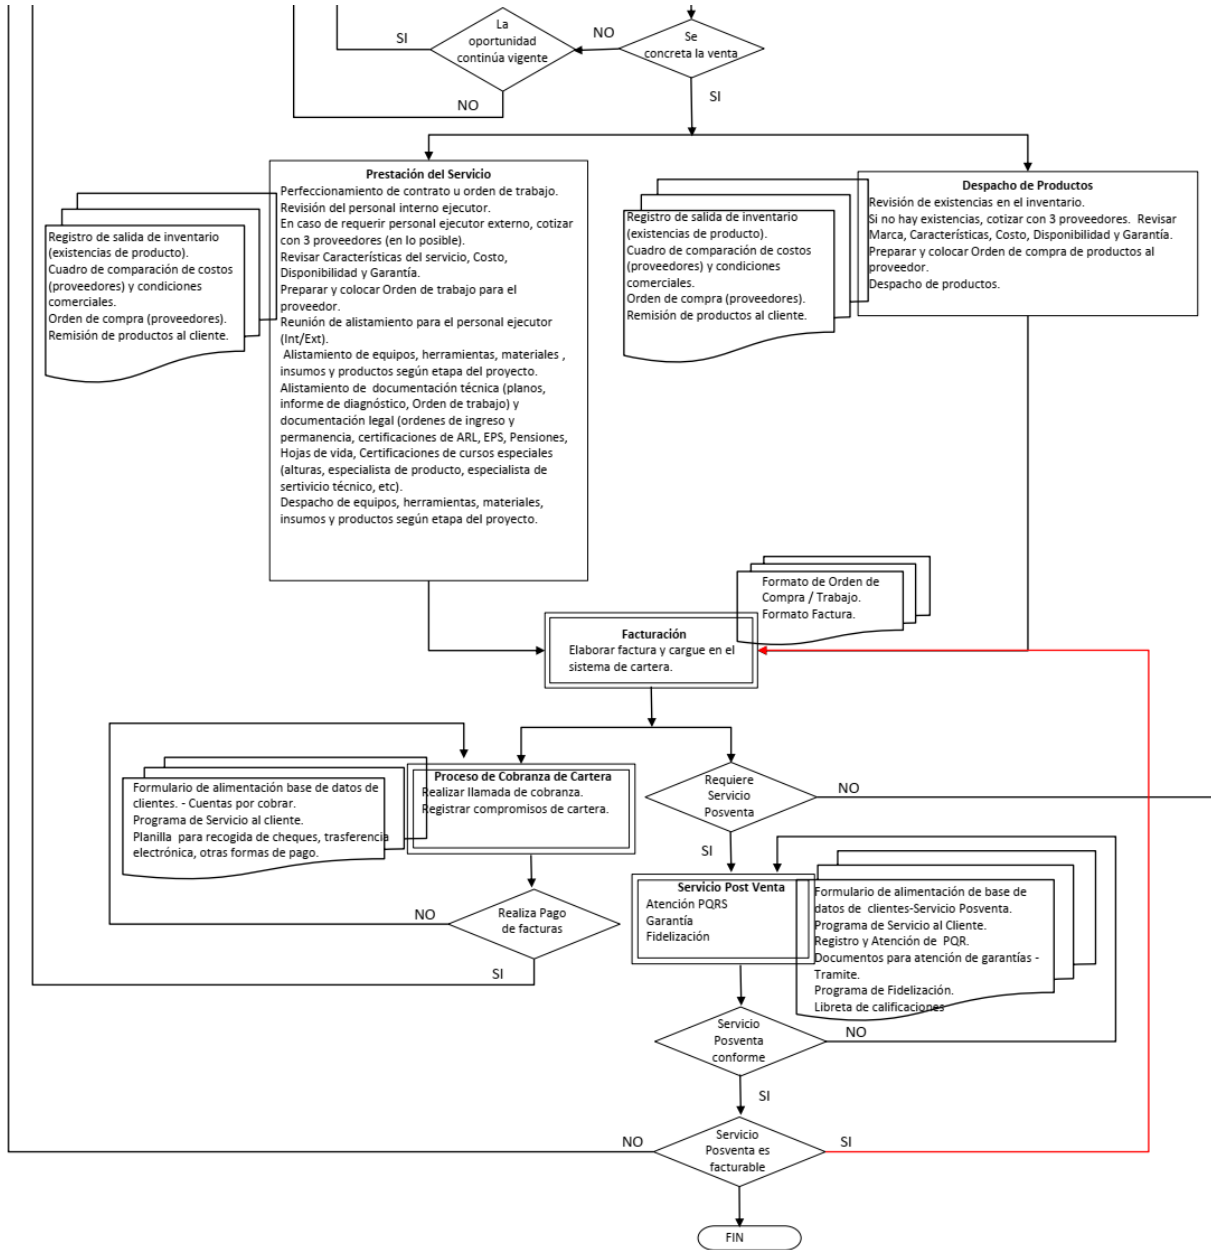 La
oportunidad
continúa vigente
SI
NO
Se
concreta la venta
NO
SI
Prestación del Servicio
Perfeccionamiento de contrato u orden de trabajo.
Revisión del personal interno ejecutor.
En caso de requerir personal ejecutor externo, cotizar
con 3 proveedores (en lo posible).
Revisar Características del servicio, Costo,
Disponibilidad y Garantía.
Preparar y colocar Orden de trabajo para el
proveedor.
Reunión de alistamiento para el personal ejecutor
(Int/Ext).
Alistamiento de equipos, herramientas, materiales ,
insumos y productos según etapa del proyecto.
Alistamiento de documentación técnica (planos,
informe de diagnóstico, Orden de trabajo) y
documentación legal (ordenes de ingreso y
permanencia, certificaciones de ARL, EPS, Pensiones,
Hojas de vida, Certificaciones de cursos especiales
(alturas, especialista de producto, especialista de
sertivicio técnico, etc).
Despacho de equipos, herramientas, materiales,
insumos y productos según etapa del proyecto.
Registro de salida de inventario
(existencias de producto).
Cuadro de comparación de costos
(proveedores) y condiciones
comerciales.
Orden de compra (proveedores).
Remisión de productos al cliente.
Registro de salida de inventario
(existencias de producto).
Cuadro de comparación de costos
(proveedores) y condiciones
comerciales.
Orden de compra (proveedores).
Remisión de productos al cliente.
Despacho de Productos
Revisión de existencias en el inventario.
Si no hay existencias, cotizar con 3 proveedores. Revisar
Marca, Características, Costo, Disponibilidad y Garantía.
Preparar y colocar Orden de compra de productos al
proveedor.
Despacho de productos.
Formato de Orden de
Compra / Trabajo.
Formato Factura.
Facturación
Elaborar factura y cargue en el
sistema de cartera.
Formulario de alimentación base de datos de
clientes. - Cuentas por cobrar.
Programa de Servicio al cliente.
Planilla para recogida de cheques, trasferencia
electrónica, otras formas de pago.
Proceso de Cobranza de Cartera
Realizar llamada de cobranza.
Registrar compromisos de cartera.
Requiere
Servicio
Posventa
NO
SI
Realiza Pago
de facturas
NO
SI
Servicio Post Venta
Atención PQRS
Garantía
Fidelización
Formulario de alimentación de base de
datos de clientes-Servicio Posventa.
Programa de Servicio al Cliente.
Registro y Atención de PQR.
Documentos para atención de garantías -
Tramite.
Programa de Fidelización.
Libreta de calificaciones
Servicio
Posventa
conforme
NO
SI
Servicio
Posventa es
facturable
NO
SI
FIN